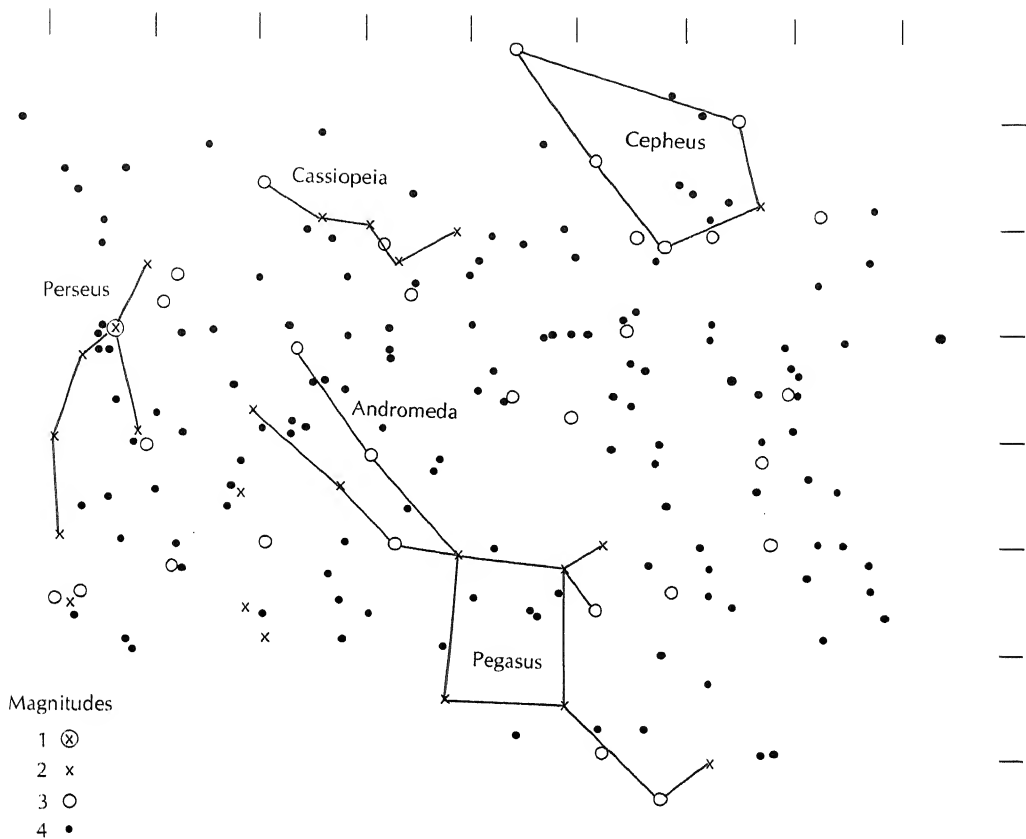 Cepheus
Cassiopeia
Perseus
Andromeda
Pegasus
Magnitudes
1
2
3
4